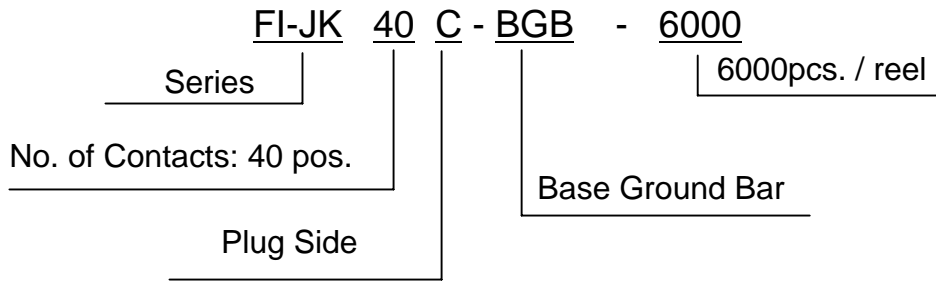 FI-JK 40 C - BGB - 6000
6000pcs. / reel
Series
No. of Contacts: 40 pos.
Base Ground Bar
Plug Side